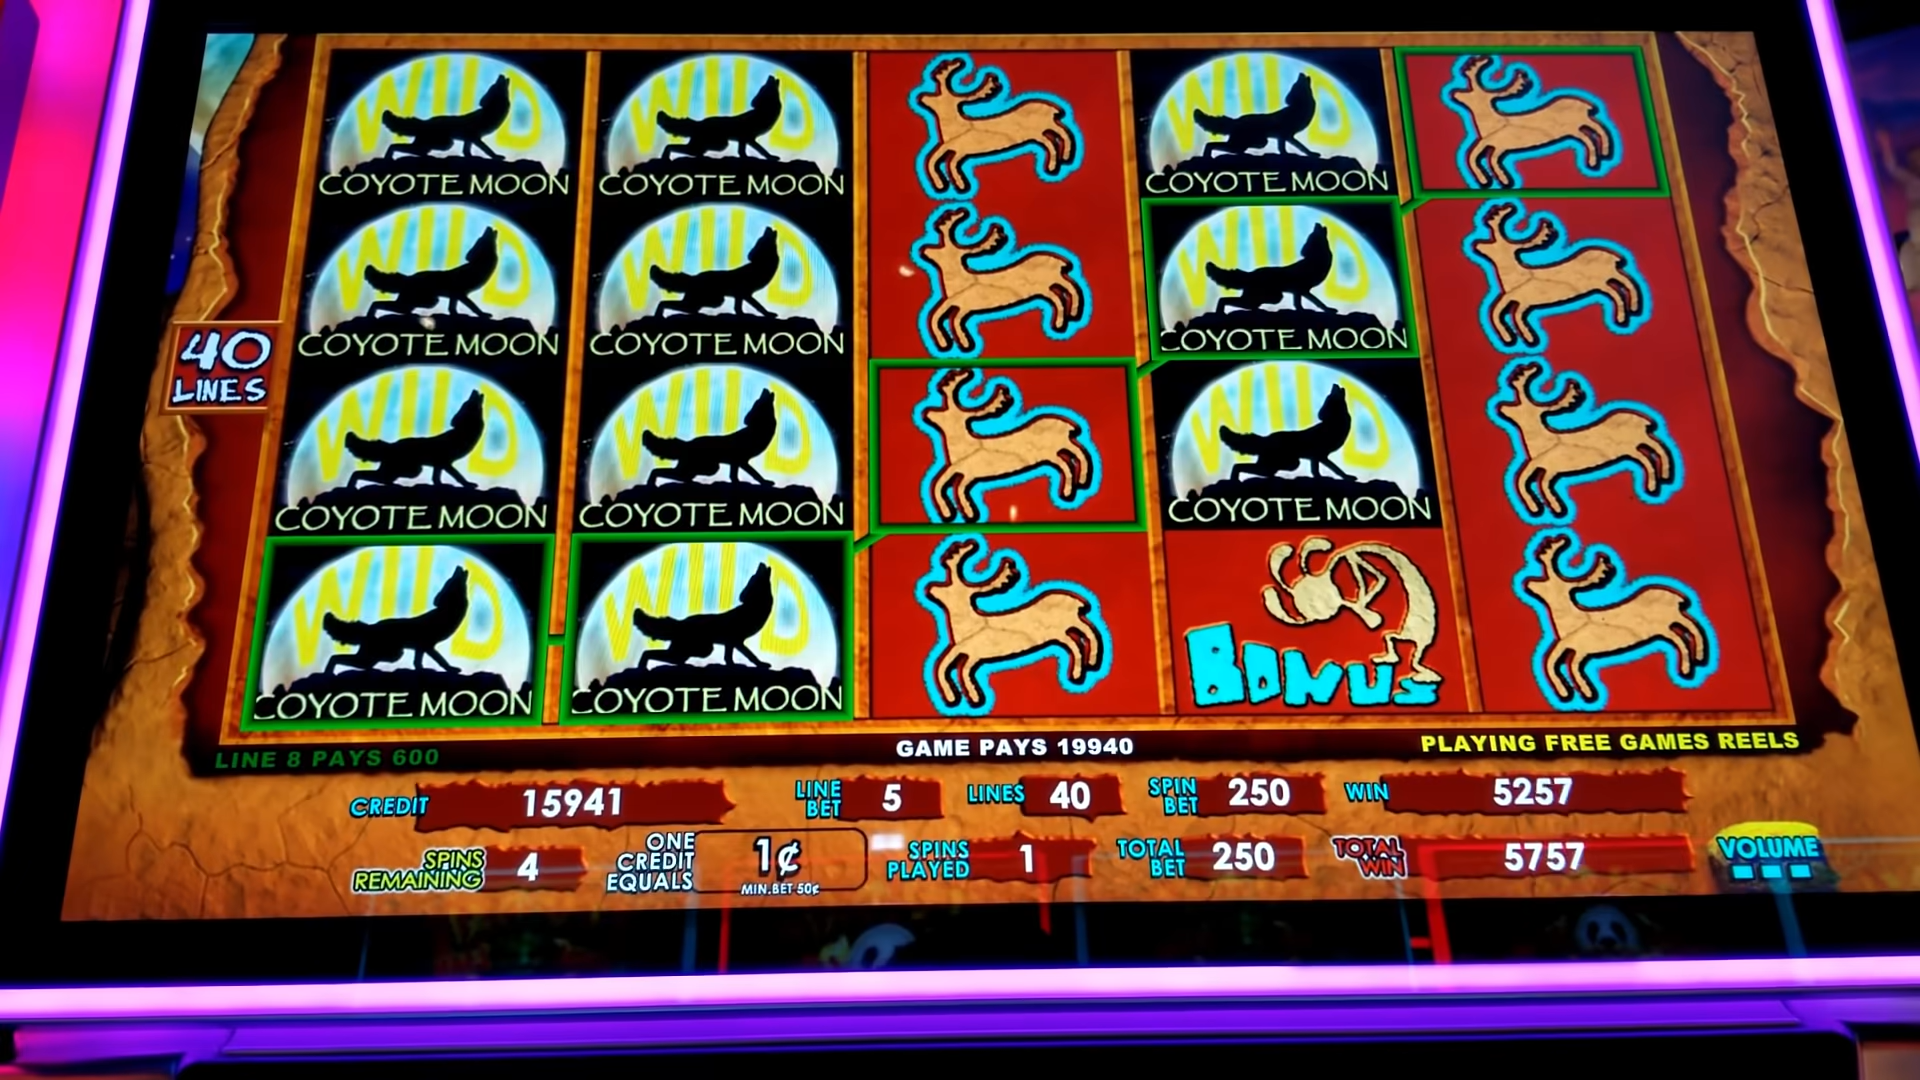 WILD WILD WILD
COYOTE MOON COYOTE MOON COYOTE MOON
WILD WILD WILD
COYOTE MOON COYOTE MOON COYOTE MOON
40
LINES
WILD WILD WILD
COYOTE MOON COYOTE MOON COYOTE MOON
WILD WILD
COYOTE MOON COYOTE MOON
BONUS
LINE 8 PAYS 600
GAME PAYS 19940
PLAYING FREE GAMES REELS
CREDIT 15941
LINE BET 5
LINES 40
SPIN BET 250
WIN 5257
SPINS REMAINING 4
ONE CREDIT EQUALS 1¢
MIN.BET 50¢
SPINS PLAYED 1
TOTAL BET 250
TOTAL WIN 5757
VOLUME